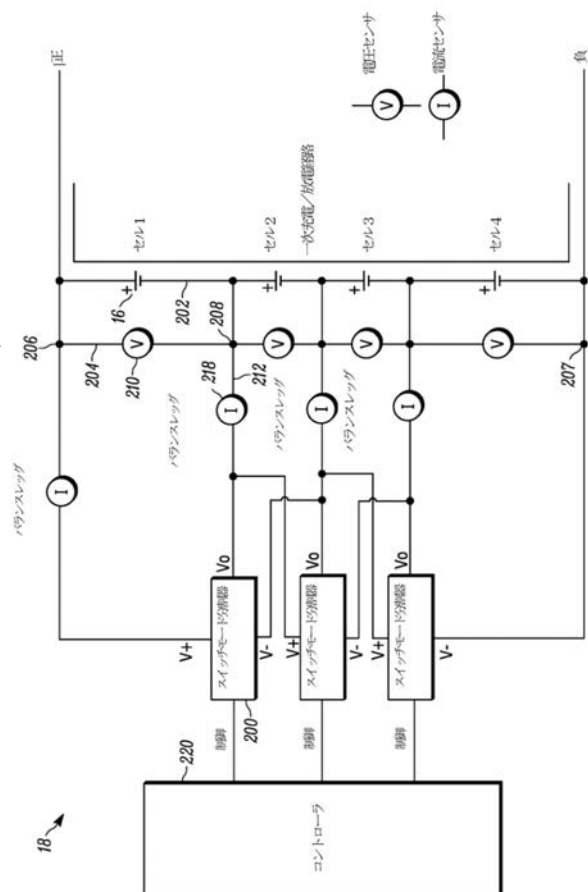 18
206
正
204
16
+
セル1
V
210
202
バランスレッグ
I
バランスレッグ
208
218
I
212
+
セル2
V
一次充電／放電経路
バランスレッグ
I
+
セル3
V
バランスレッグ
I
+
セル4
V
207
負
電圧センサ
V
電流センサ
I
220
コントローラ
制御
200
V+
スイッチモード分割器
Vo
V-
制御
V+
スイッチモード分割器
Vo
V-
制御
V+
スイッチモード分割器
Vo
V-